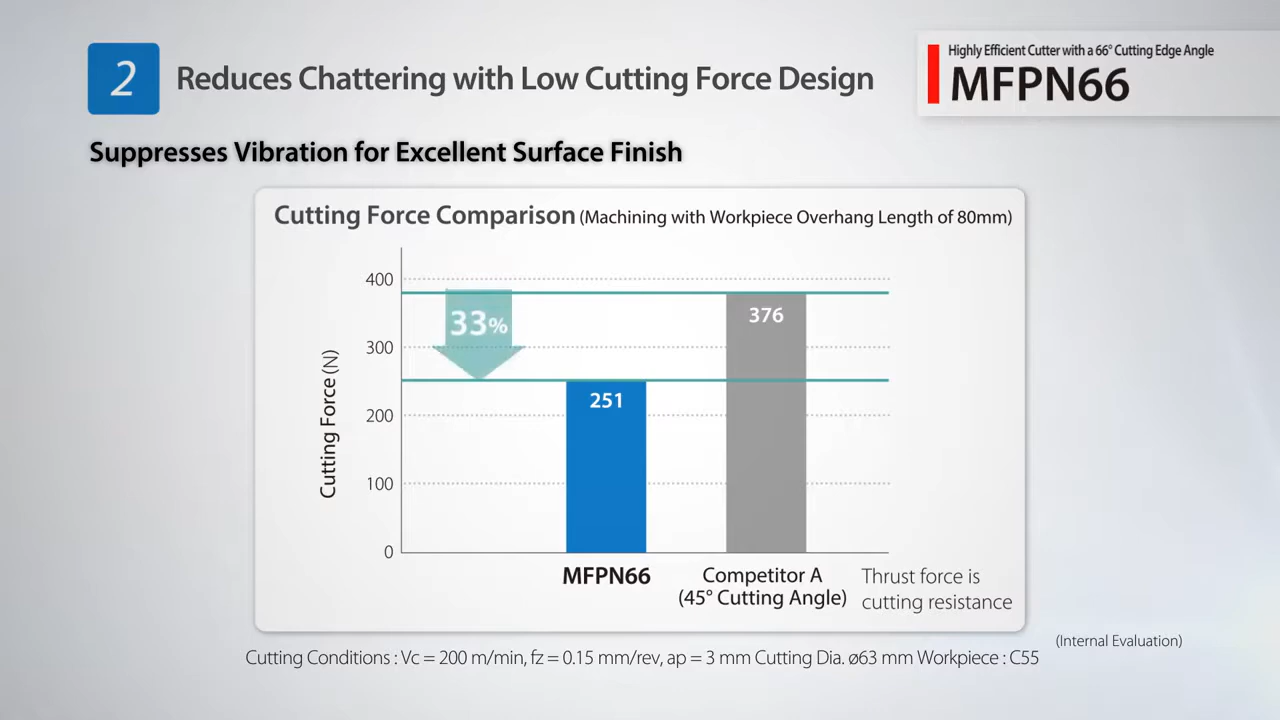 2
Reduces Chattering with Low Cutting Force Design
Highly Efficient Cutter with a 66° Cutting Edge Angle
MFPN66
Suppresses Vibration for Excellent Surface Finish
Cutting Force Comparison (Machining with Workpiece Overhang Length of 80mm)
Cutting Force (N)
400
300
200
100
0
33%
251
376
MFPN66
Competitor A
(45° Cutting Angle)
Thrust force is
cutting resistance
(Internal Evaluation)
Cutting Conditions : Vc = 200 m/min, fz = 0.15 mm/rev, ap = 3 mm Cutting Dia. ø63 mm Workpiece : C55